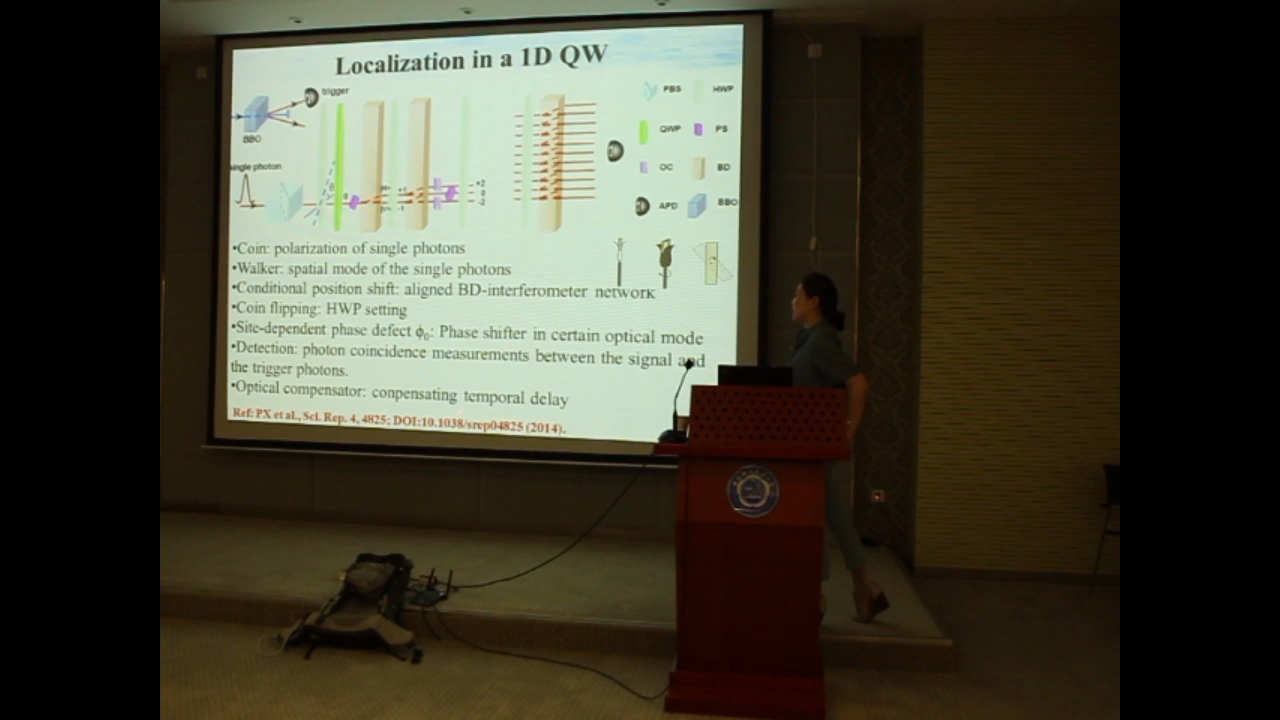 Localization in a 1D QW
trigger
BBO
single photon
PBS
HWP
QWP
PS
OC
BD
APD
BBO
+2
0
-2
•Coin: polarization of single photons
•Walker: spatial mode of the single photons
•Conditional position shift: aligned BD-interferometer network
•Coin flipping: HWP setting
•Site-dependent phase defect ϕ₀: Phase shifter in certain optical mode
•Detection: photon coincidence measurements between the signal and
the trigger photons.
•Optical compensator: conpensating temporal delay
Ref: PX et al., Sci. Rep. 4, 4825; DOI:10.1038/srep04825 (2014).